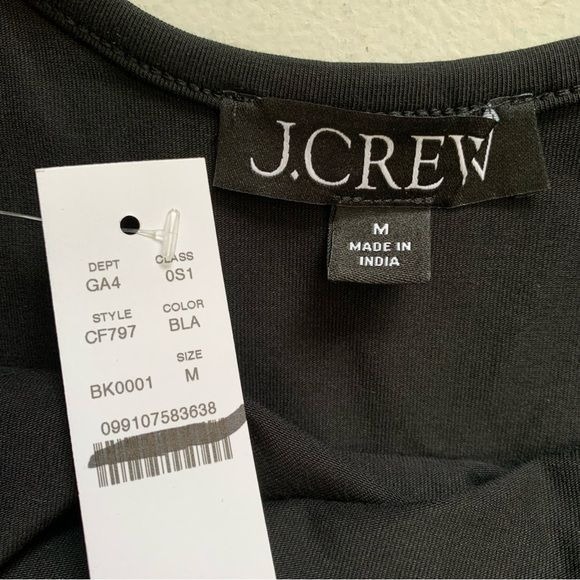 J.CREW
M
MADE IN
INDIA
DEPT CLASS
GA4 0S1
STYLE COLOR
CF797 BLA
SIZE
BK0001 M
099107583638